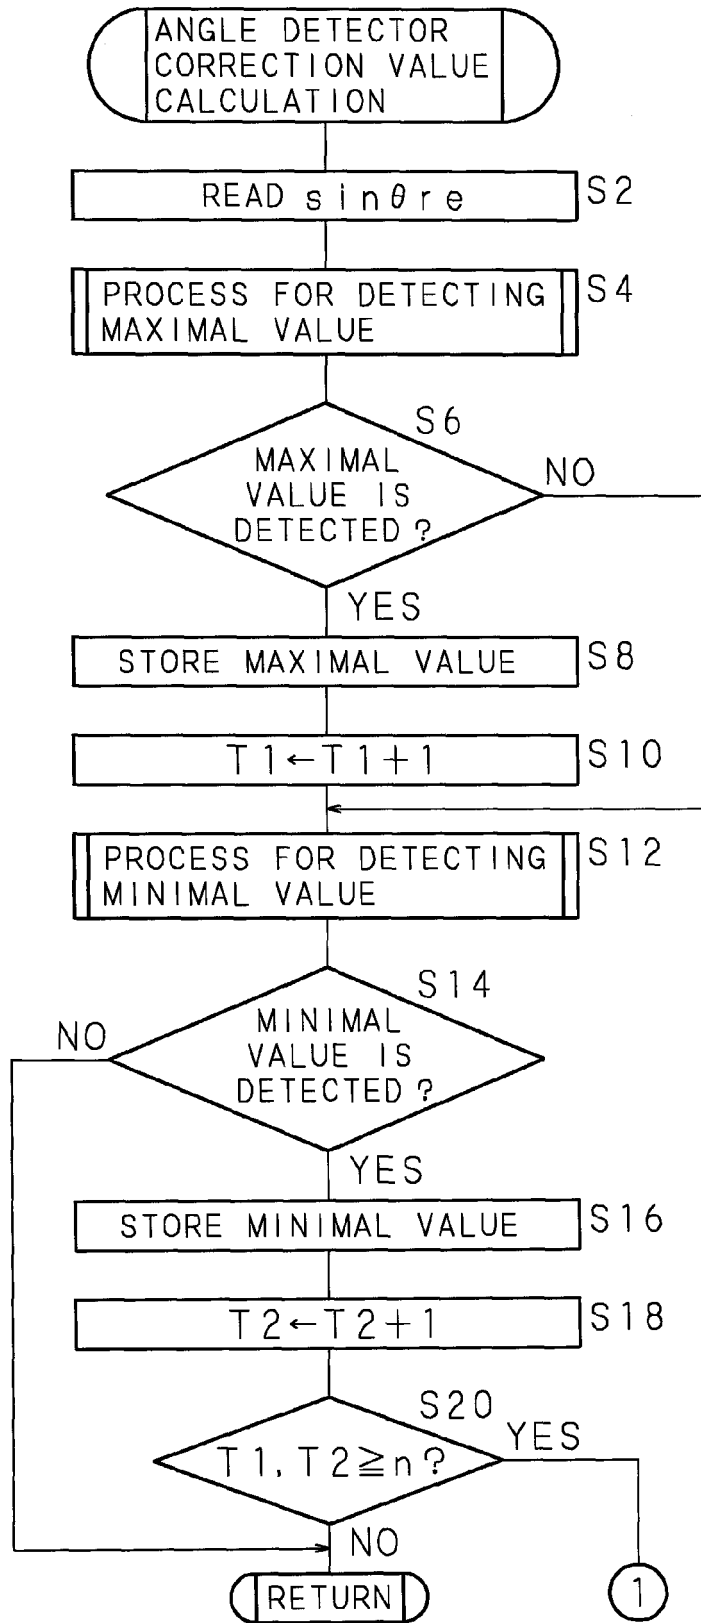 ANGLE DETECTOR
CORRECTION VALUE
CALCULATION
READ sinθre
S2
PROCESS FOR DETECTING
MAXIMAL VALUE
S4
S6
MAXIMAL
VALUE IS
DETECTED?
NO
YES
STORE MAXIMAL VALUE
S8
T1←T1+1
S10
PROCESS FOR DETECTING
MINIMAL VALUE
S12
S14
NO
MINIMAL
VALUE IS
DETECTED?
YES
STORE MINIMAL VALUE
S16
T2←T2+1
S18
S20
YES
T1, T2≧n?
NO
RETURN
1